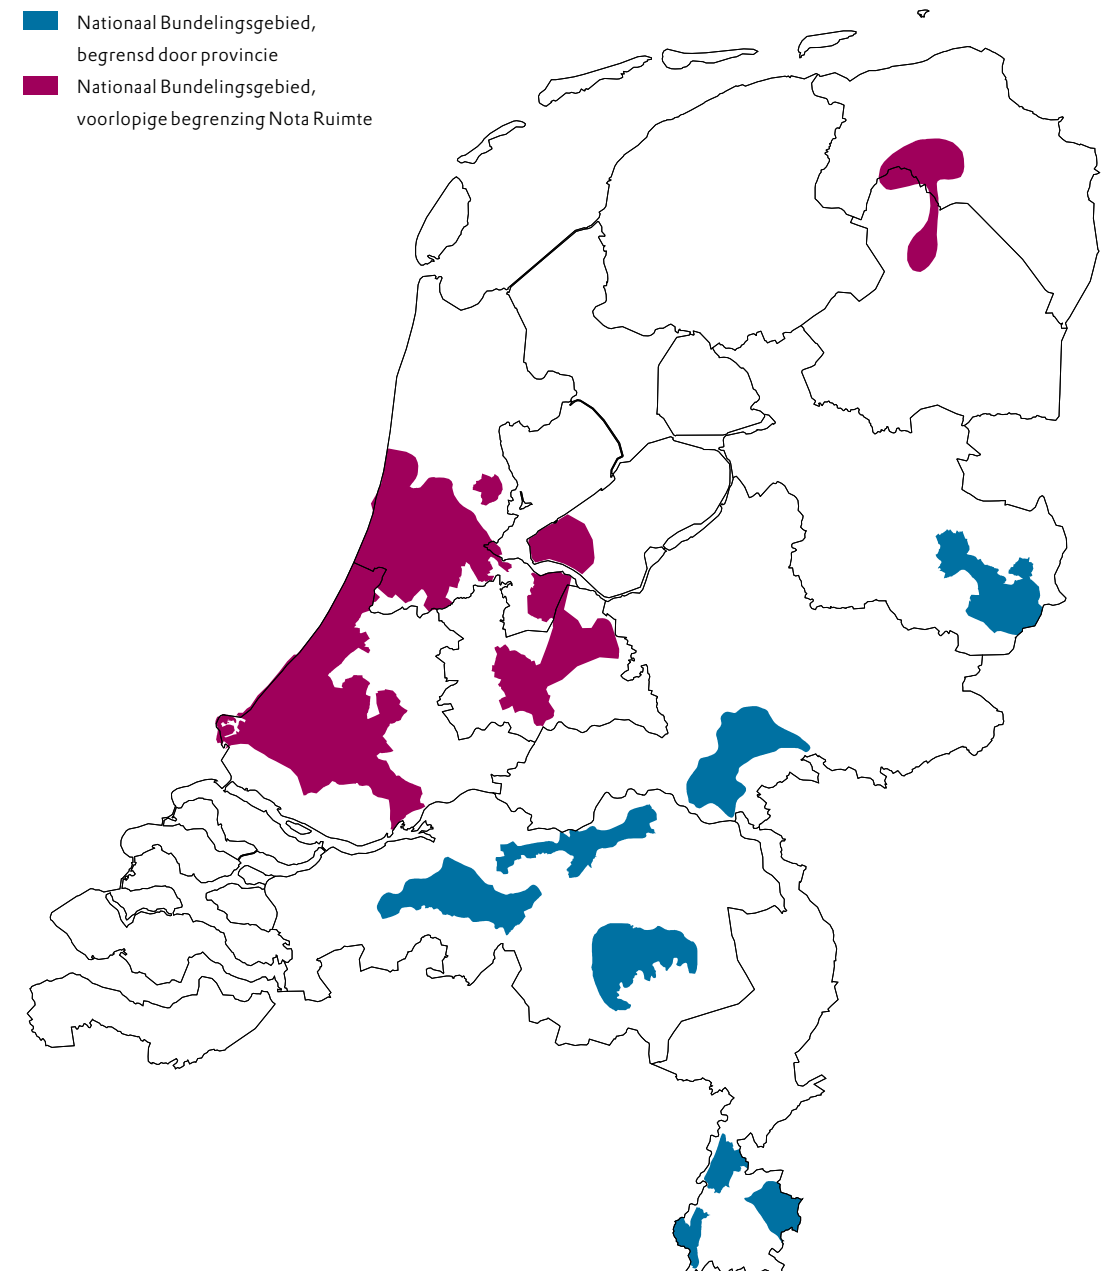 Nationaal Bundelingsgebied,
begrensd door provincie
Nationaal Bundelingsgebied,
voorlopige begrenzing Nota Ruimte